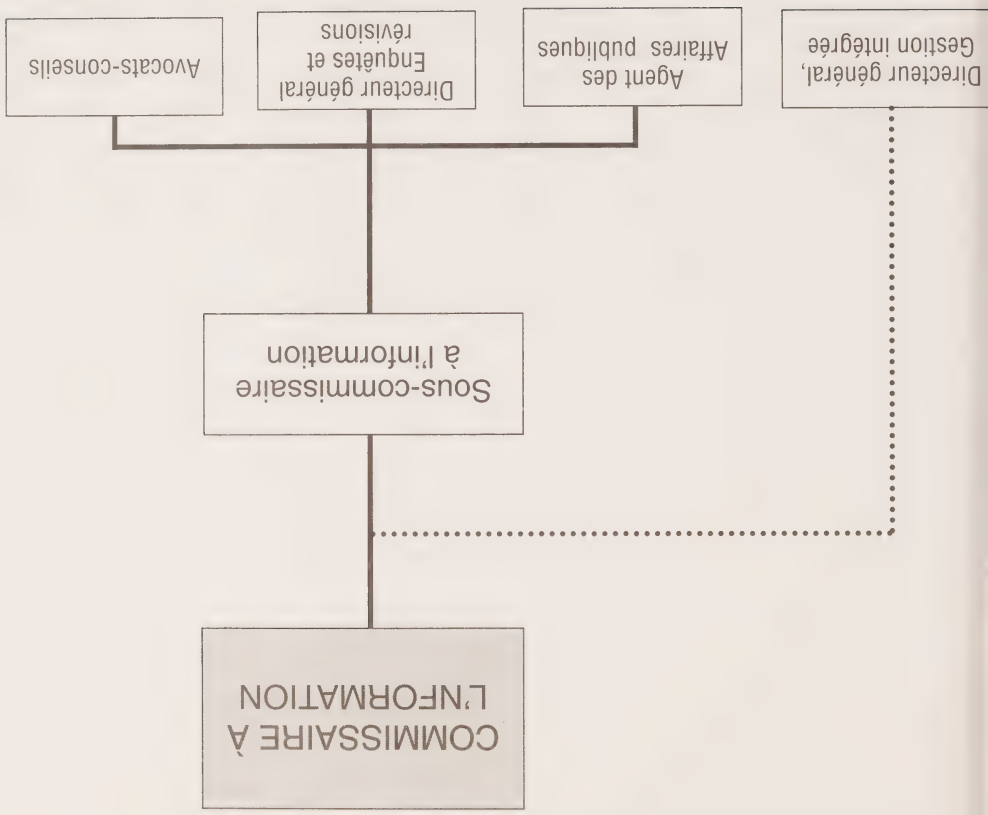 COMMISSAIRE À
L'NFORMATION
Sous-commissaire
à l'information
Directeur général,
Gestion intégrée
Agent des
Affaires publiques
Directeur général
Enquêtes et
révisions
Avocats-conseils